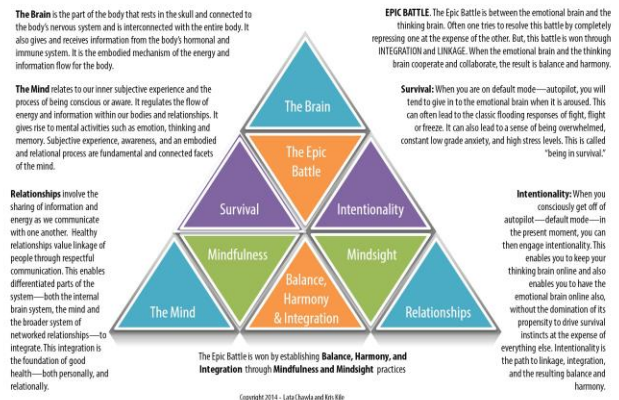 The Brain is the part of the body that rests in the skull and connected to
the body's nervous system and is interconnected with the entire body. It
also gives and receives information from the body's hormonal and
immune system. It is the embodied mechanism of the energy and
information flow for the body.
The Mind relates to our inner subjective experience and the
process of being conscious or aware. It regulates the flow of
energy and information within our bodies and relationships. It
gives rise to mental activities such as emotion, thinking and
memory. Subjective experience, awareness, and an embodied
and relational process are fundamental and connected facets
of the mind.
Relationships involve the
sharing of information and
energy as we communicate
with one another. Healthy
relationships value linkage of
people through respectful
communication. This enables
differentiated parts of the
system—both the internal
brain system, the mind and
the broader system of
networked relationships—to
integrate. This integration is
the foundation of good
health—both personally, and
relationally.
EPIC BATTLE. The Epic Battle is between the emotional brain and the
thinking brain. Often one tries to resolve this battle by completely
repressing one at the expense of the other. But, this battle is won through
INTEGRATION and LINKAGE. When the emotional brain and the thinking
brain cooperate and collaborate, the result is balance and harmony.
Survival: When you are on default mode—autopilot, you will
tend to give in to the emotional brain when it is aroused. This
can often lead to the classic flooding responses of fight, flight
or freeze. It can also lead to a sense of being overwhelmed,
constant low grade anxiety, and high stress levels. This is called
"being in survival."
Intentionality: When you
consciously get off of
autopilot—default mode—in
the present moment, you can
then engage intentionality. This
enables you to keep your
thinking brain online and also
enables you to have the
emotional brain online also,
without the domination of its
propensity to drive survival
instincts at the expense of
everything else. Intentionality is
the path to linkage, integration,
and the resulting balance and
harmony.
The Brain
The Epic
Battle
Survival
Intentionality
Mindfulness
Mindsight
The Mind
Balance,
Harmony
& Integration
Relationships
The Epic Battle is won by establishing Balance, Harmony, and
Integration through Mindfulness and Mindsight practices
Copyright 2014 - Lata Chawla and Kris Kile